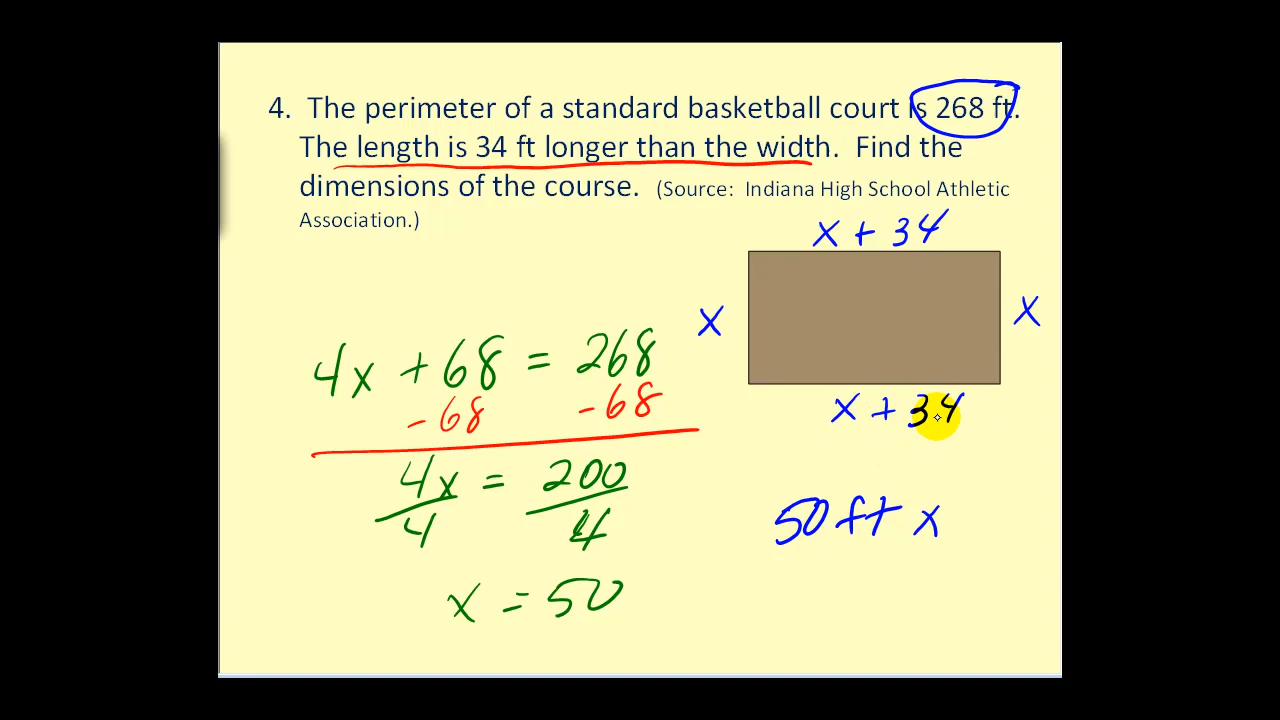 4. The perimeter of a standard basketball court is 268 ft.
The length is 34 ft longer than the width. Find the
dimensions of the course. (Source: Indiana High School Athletic
Association.)
x + 34
x
x
4x + 68 = 268
-68 -68
x + 34
4x = 200
4 4
50 ft x
x = 50